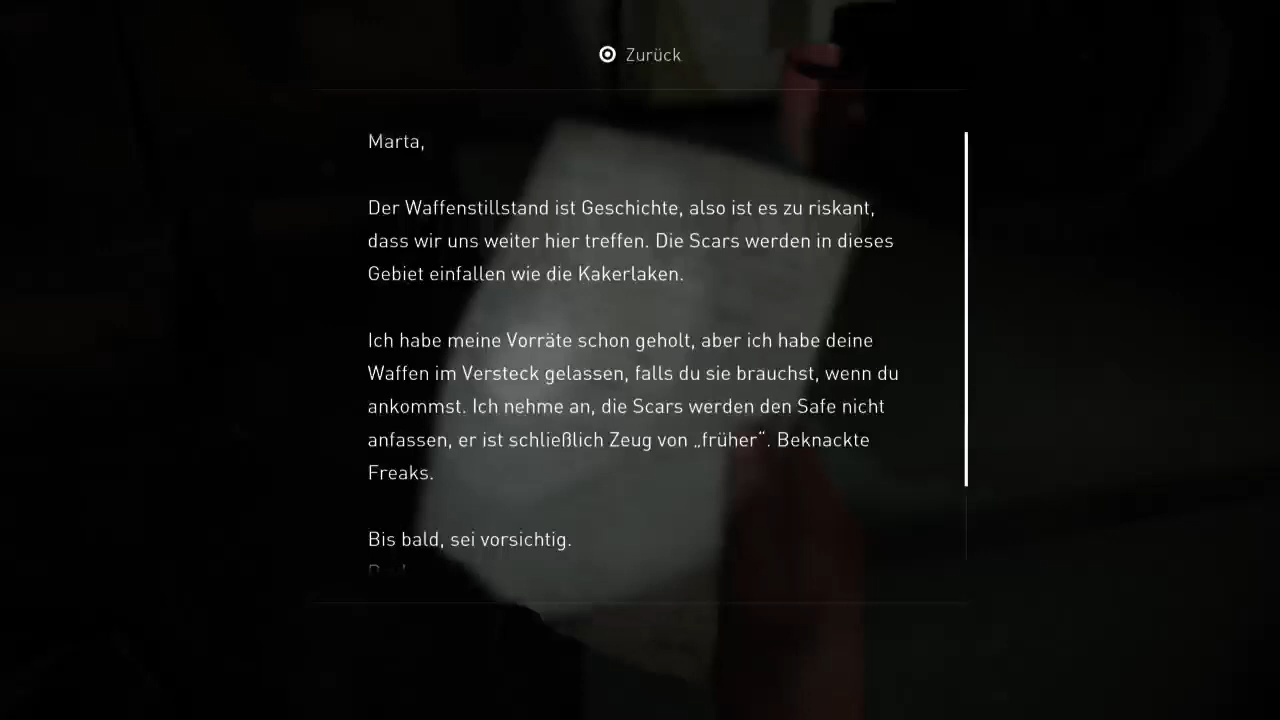 Zurück
Marta,
Der Waffenstillstand ist Geschichte, also ist es zu riskant,
dass wir uns weiter hier treffen. Die Scars werden in dieses
Gebiet einfallen wie die Kakerlaken.
Ich habe meine Vorräte schon geholt, aber ich habe deine
Waffen im Versteck gelassen, falls du sie brauchst, wenn du
ankommst. Ich nehme an, die Scars werden den Safe nicht
anfassen, er ist schließlich Zeug von „früher“. Beknackte
Freaks.
Bis bald, sei vorsichtig.